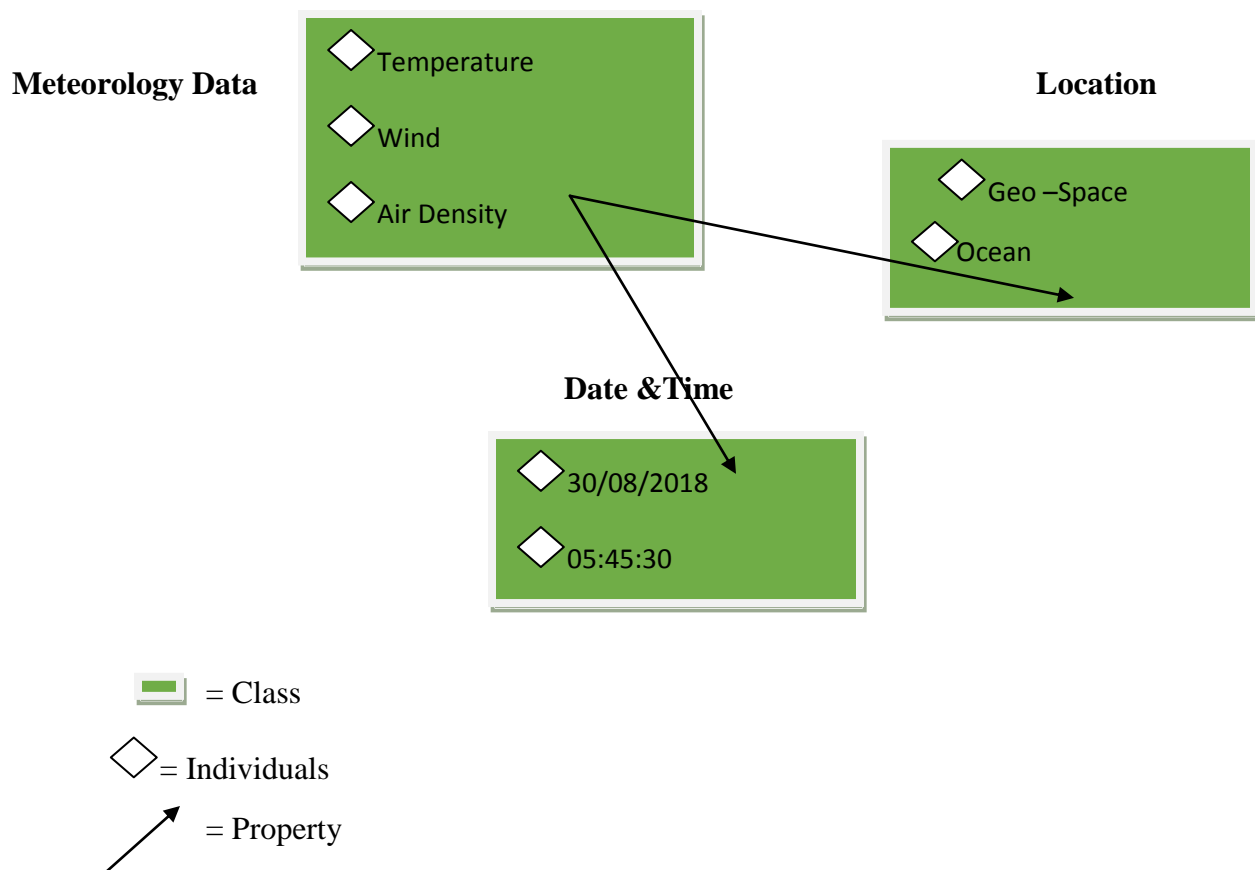 Meteorology Data
Temperature
Wind
Air Density
Location
Geo –Space
Ocean
Date &Time
30/08/2018
05:45:30
= Class
= Individuals
= Property